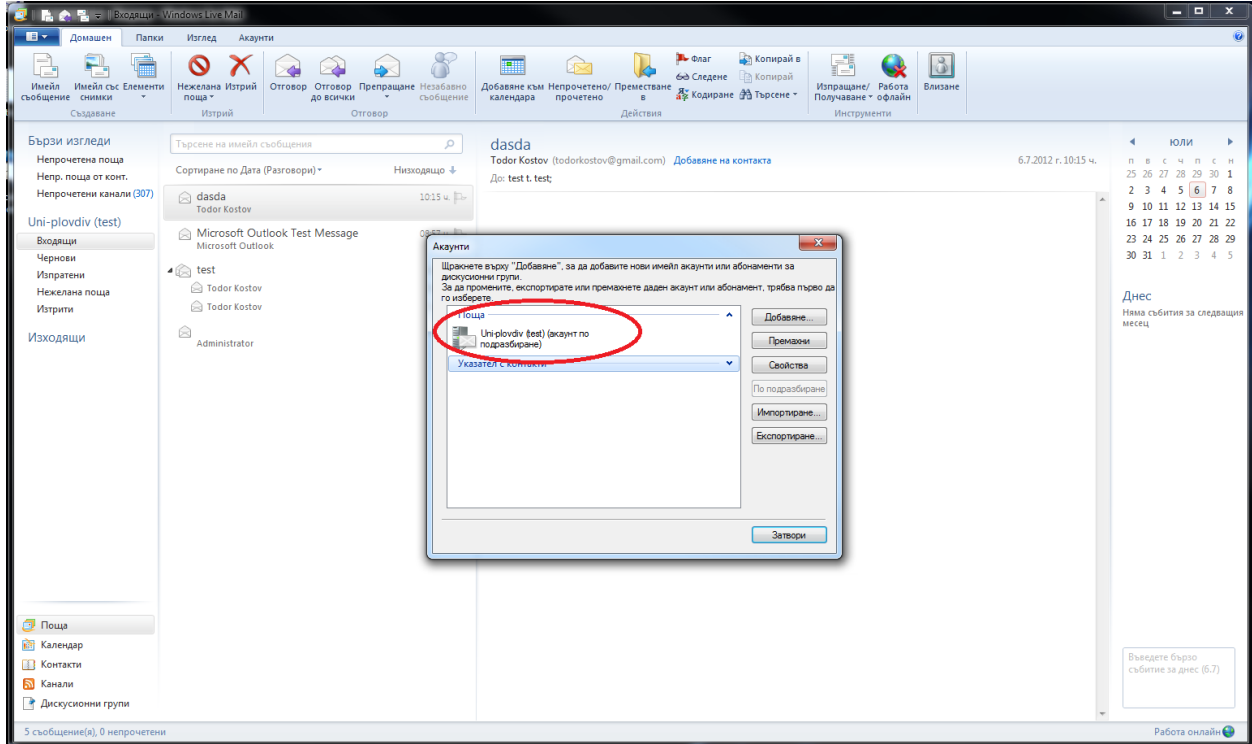 Входящи - Windows Live Mail
Домашен Папки Изглед Акаунти
Имейл съобщение
Имейл със снимки
Елементи
Създаване
Нежелана поща
Изтрий
Изтрий
Отговор
Отговор до всички
Препращане
Незабавно съобщение
Отговор
Добавяне към календара
Непрочетено/ прочетено
Преместване в
Флаг
Следене
Кодиране
Копирай в
Копирай
Търсене
Действия
Изпращане/ Получаване
Работа офлайн
Инструменти
Влизане
Бързи изгледи
Непрочетена поща
Непр. поща от конт.
Непрочетени канали (307)
Uni-plovdiv (test)
Входящи
Чернови
Изпратени
Нежелана поща
Изтрити
Изходящи
Поща
Календар
Контакти
Канали
Дискусионни групи
Търсене на имейл съобщения
Сортиране по Дата (Разговори) Низходящо
dasda 10:15 ч.
Todor Kostov
Microsoft Outlook Test Message
Microsoft Outlook
test
Todor Kostov
Todor Kostov
Administrator
dasda
Todor Kostov (todorkostov@gmail.com) Добавяне на контакта 6.7.2012 г. 10:15 ч.
До: test t. test;
Акаунти
Щракнете върху "Добавяне", за да добавите нови имейл акаунти или абонаменти за
дискусионни групи.
За да промените, експортирате или премахнете даден акаунт или абонамент, трябва първо да
го изберете.
Поща
Uni-plovdiv (test) (акаунт по
подразбиране)
Указател с контакти
Добавяне...
Премахни
Свойства
По подразбиране
Импортиране...
Експортиране...
Затвори
юли
п в с ч п с н
25 26 27 28 29 30 1
2 3 4 5 6 7 8
9 10 11 12 13 14 15
16 17 18 19 20 21 22
23 24 25 26 27 28 29
30 31 1 2 3 4 5
Днес
Няма събития за следващия
месец
Въведете бързо
събитие за днес (6.7)
5 съобщение(я), 0 непрочетени
Работа онлайн